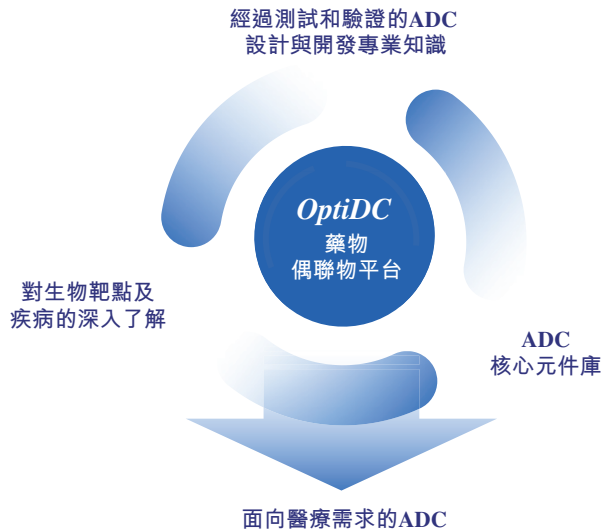 經過測試和驗證的ADC
設計與開發專業知識
OptiDC
藥物
偶聯物平台
對生物靶點及
疾病的深入了解
ADC
核心元件庫
面向醫療需求的ADC